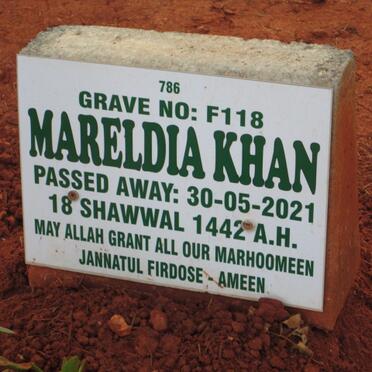 786
GRAVE NO: F118
MARELDIA KHAN
PASSED AWAY: 30-05-2021
18 SHAWWAL 1442 A.H.
MAY ALLAH GRANT ALL OUR MARHOOMEEN
JANNATUL FIRDOSE - AMEEN